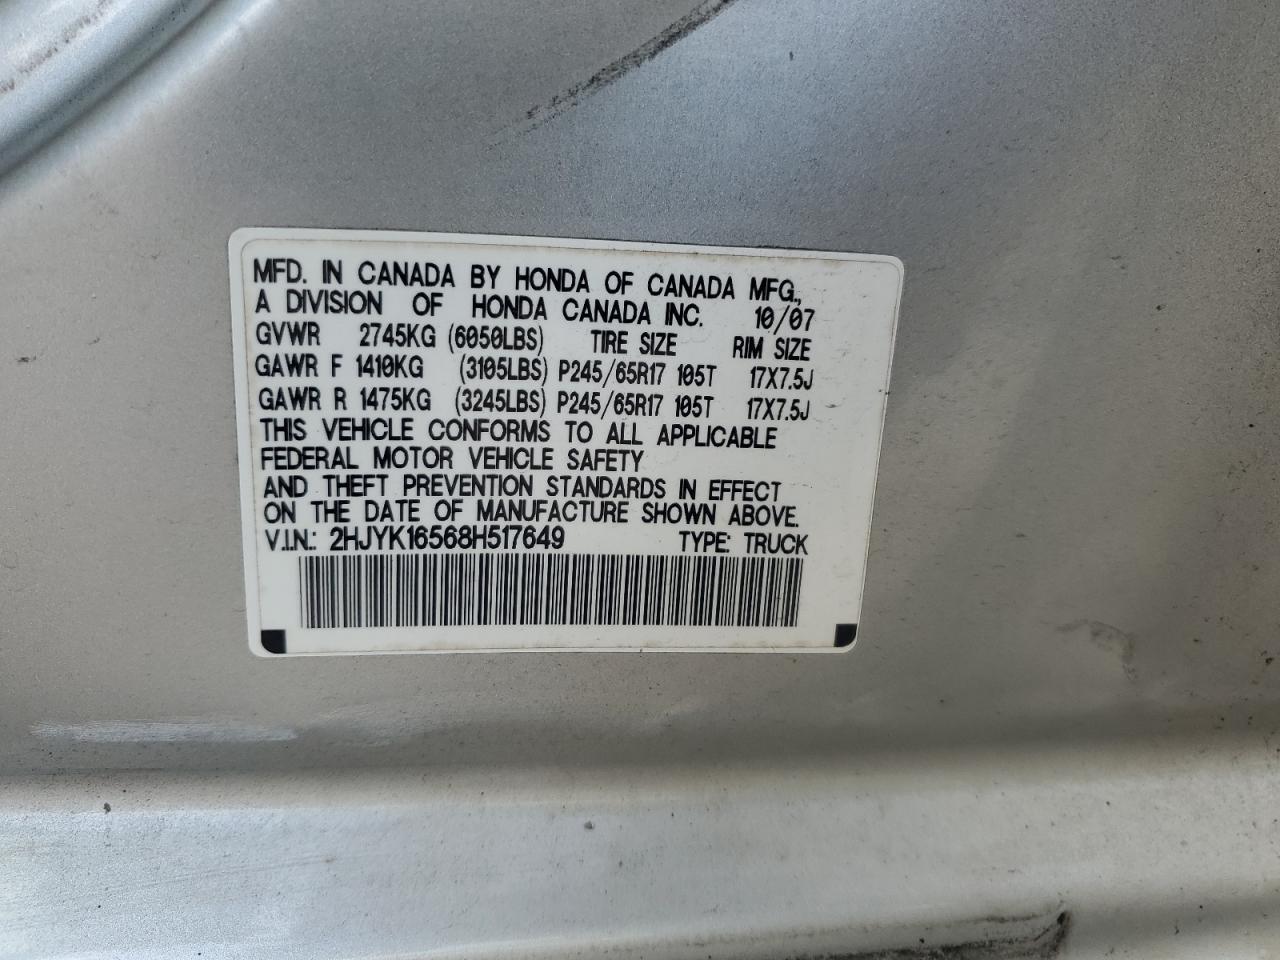 MFD. IN CANADA BY HONDA OF CANADA MFG.,
A DIVISION OF HONDA CANADA INC. 10/07
GVWR 2745KG (6050LBS) TIRE SIZE RIM SIZE
GAWR F 1410KG (3105LBS) P245/65R17 105T 17X7.5J
GAWR R 1475KG (3245LBS) P245/65R17 105T 17X7.5J
THIS VEHICLE CONFORMS TO ALL APPLICABLE
FEDERAL MOTOR VEHICLE SAFETY
AND THEFT PREVENTION STANDARDS IN EFFECT
ON THE DATE OF MANUFACTURE SHOWN ABOVE.
V.I.N.: 2HJYK16568H517649 TYPE: TRUCK